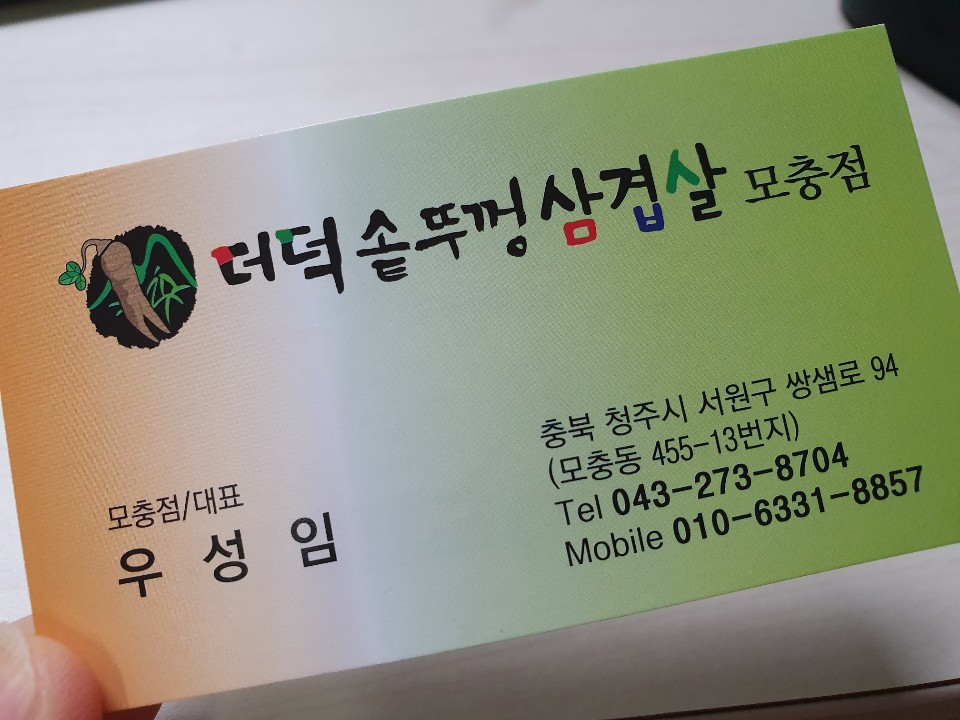 더덕 솥뚜껑 삼겹살 모충점
충북 청주시 서원구 쌍샘로 94
(모충동 455-13번지)
Tel 043-273-8704
Mobile 010-6331-8857
모충점/대표
우 성 임